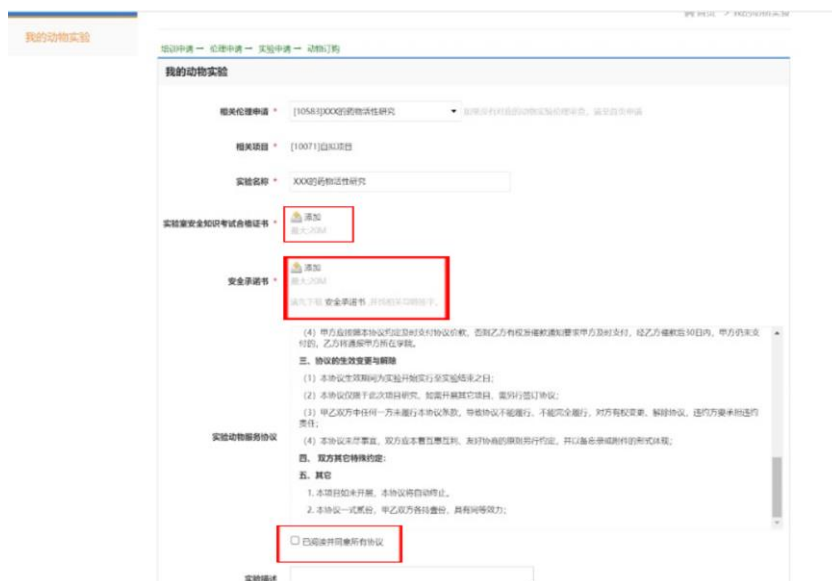 我的动物实验
培训申请 → 伦理申请 → 实验申请 → 动物订购
我的动物实验
相关伦理申请 * [10583]XXX的药物活性研究
相关项目 * [10071]自拟项目
实验名称 * XXX的药物活性研究
实验室安全知识考试合格证书 * 添加
最大:20M
安全承诺书 * 添加
最大:20M
请先下载 安全承诺书
(4) 甲方应按照本协议约定及时支付协议价款，否则乙方有权发催款通知要求甲方及时支付，经乙方催款后30日内，甲方仍未支
付的，乙方将通报甲方所在学院。
三、协议的生效变更与解除
(1) 本协议生效期间为实验开始实行至实验结束之日；
(2) 本协议仅限于此次项目研究，如需开展其它项目，需另行签订协议；
(3) 甲乙双方中任何一方未履行本协议条款，导致协议不能履行、不能完全履行，对方有权变更、解除协议，违约方要承担违约
责任；
实验动物服务协议
(4) 本协议未尽事宜，双方应本着互惠互利、友好协商的原则另行约定，并以备忘录或附件的形式体现；
四、双方其它特殊约定：
五、其它
1. 本项目如未开展，本协议将自动终止。
2. 本协议一式贰份，甲乙双方各持壹份，具有同等效力；
已阅读并同意所有协议
实验描述